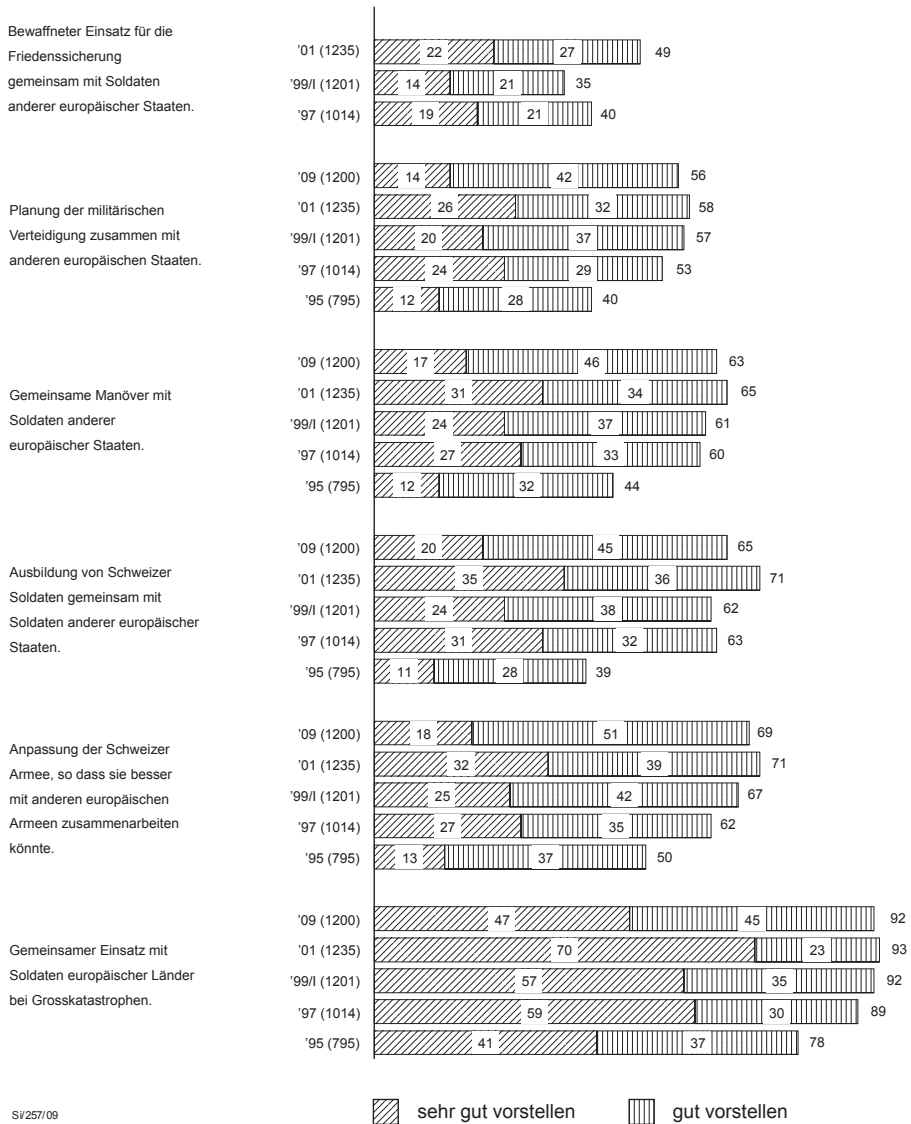 Bewaffneter Einsatz für die
Friedenssicherung
gemeinsam mit Soldaten
anderer europäischer Staaten.
’01 (1235) 22 27 49
’99/I (1201) 14 21 35
’97 (1014) 19 21 40
Planung der militärischen
Verteidigung zusammen mit
anderen europäischen Staaten.
’09 (1200) 14 42 56
’01 (1235) 26 32 58
’99/I (1201) 20 37 57
’97 (1014) 24 29 53
’95 (795) 12 28 40
Gemeinsame Manöver mit
Soldaten anderer
europäischer Staaten.
’09 (1200) 17 46 63
’01 (1235) 31 34 65
’99/I (1201) 24 37 61
’97 (1014) 27 33 60
’95 (795) 12 32 44
Ausbildung von Schweizer
Soldaten gemeinsam mit
Soldaten anderer europäischer
Staaten.
’09 (1200) 20 45 65
’01 (1235) 35 36 71
’99/I (1201) 24 38 62
’97 (1014) 31 32 63
’95 (795) 11 28 39
Anpassung der Schweizer
Armee, so dass sie besser
mit anderen europäischen
Armeen zusammenarbeiten
könnte.
’09 (1200) 18 51 69
’01 (1235) 32 39 71
’99/I (1201) 25 42 67
’97 (1014) 27 35 62
’95 (795) 13 37 50
Gemeinsamer Einsatz mit
Soldaten europäischer Länder
bei Grosskatastrophen.
’09 (1200) 47 45 92
’01 (1235) 70 23 93
’99/I (1201) 57 35 92
’97 (1014) 59 30 89
’95 (795) 41 37 78
Si/257/09
sehr gut vorstellen
gut vorstellen